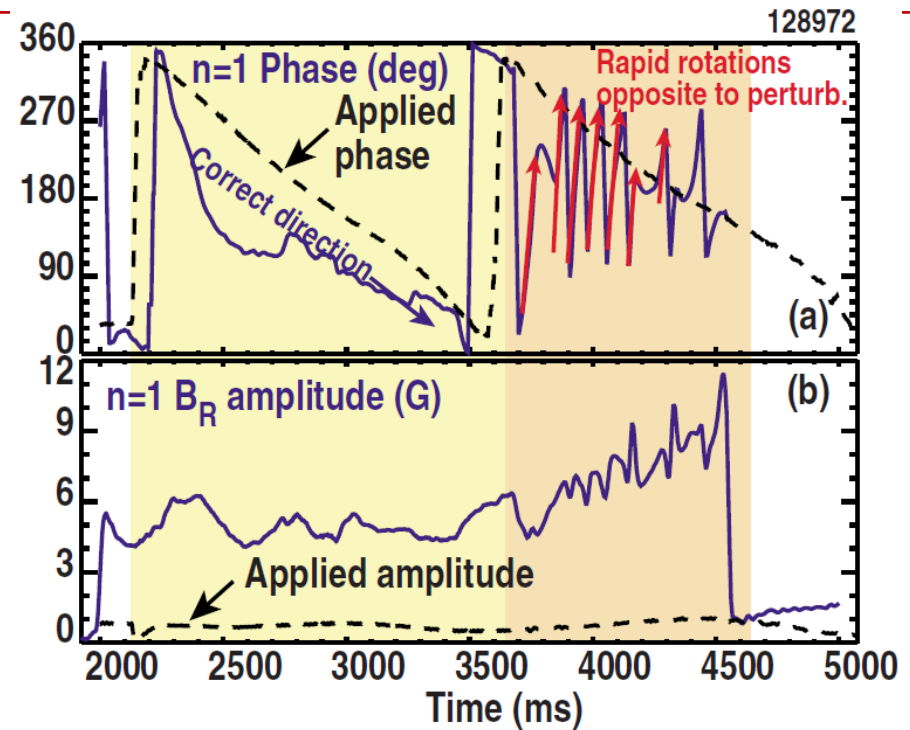 128972
360
270
180
90
0
n=1 Phase (deg)
Applied
phase
Correct direction
Rapid rotations
opposite to perturb.
(a)
12
9
6
3
0
n=1 BR amplitude (G)
(b)
Applied amplitude
2000 2500 3000 3500 4000 4500 5000
Time (ms)